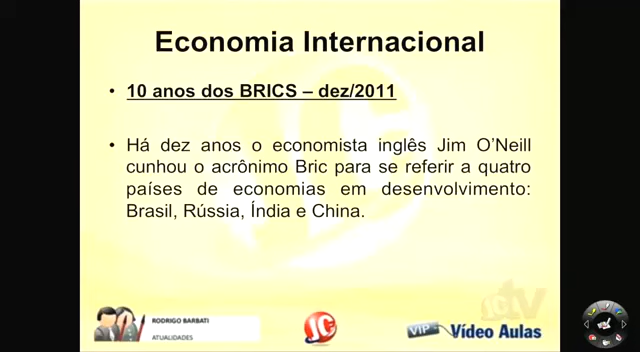 Economia Internacional
• 10 anos dos BRICS – dez/2011
• Há dez anos o economista inglês Jim O’Neill
cunhou o acrônimo Bric para se referir a quatro
países de economias em desenvolvimento:
Brasil, Rússia, Índia e China.
RODRIGO BARBATI
ATUALIDADES
JC
VIP
Vídeo Aulas
JCtv